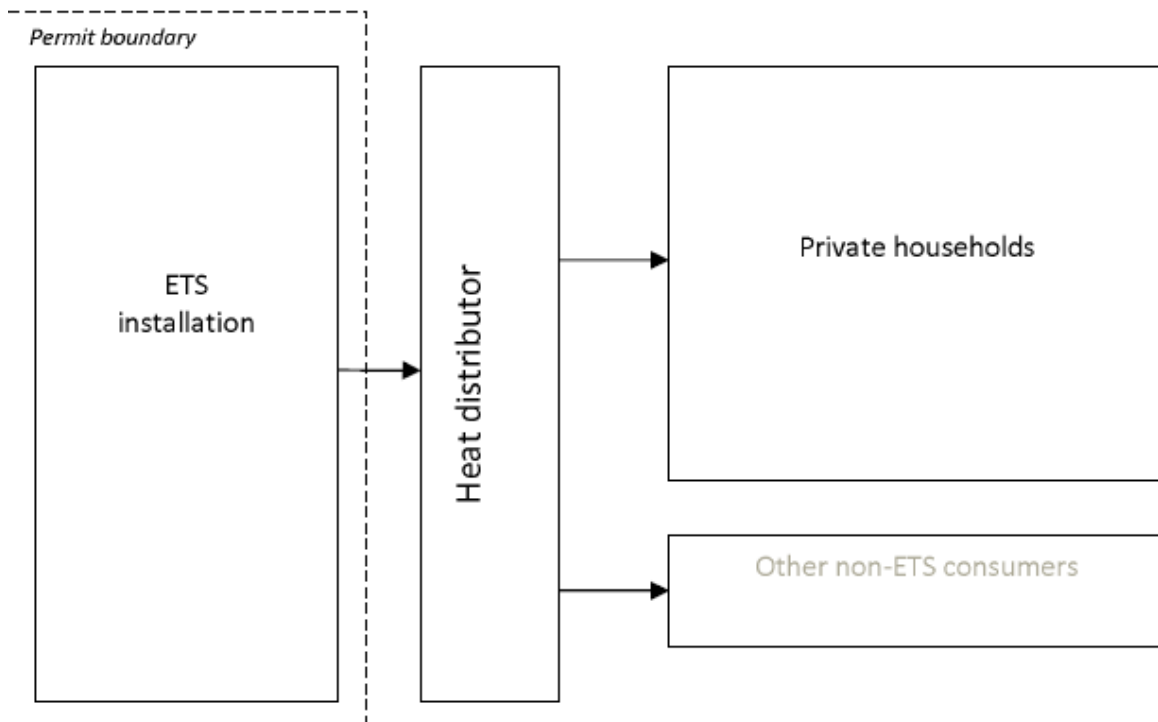 Permit boundary
ETS
installation
Heat distributor
Private households
Other non-ETS consumers